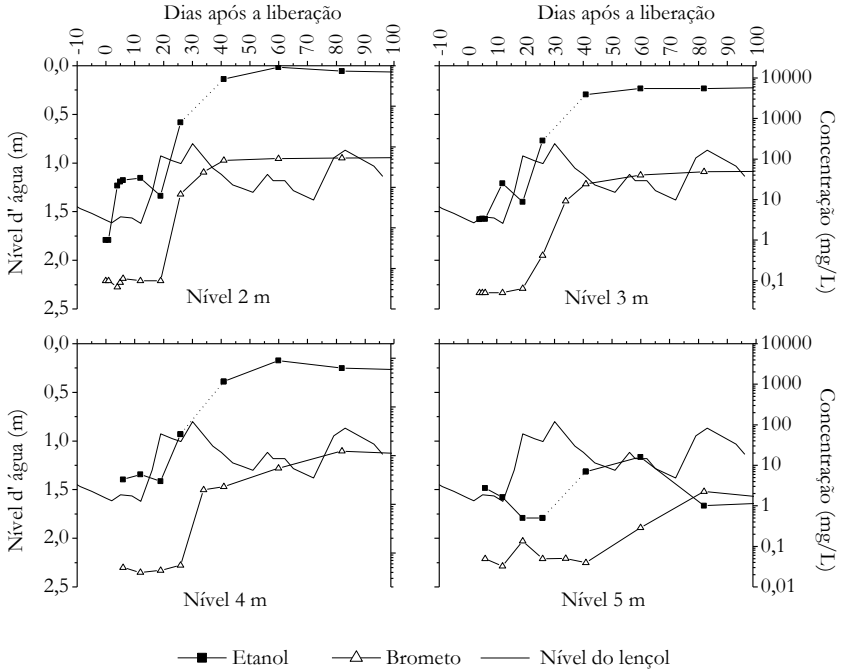 Dias após a liberação
Dias após a liberação
-10 0 10 20 30 40 50 60 70 80 90 100
-10 0 10 20 30 40 50 60 70 80 90 100
0,0
0,5
1,0
1,5
2,0
2,5
Nível d' água (m)
Nível 2 m
Nível 3 m
10000
1000
100
10
1
0,1
Concentração (mg/L)
0,0
0,5
1,0
1,5
2,0
2,5
Nível d' água (m)
Nível 4 m
Nível 5 m
10000
1000
100
10
1
0,1
0,01
Concentração (mg/L)
Etanol Brometo Nível do lençol